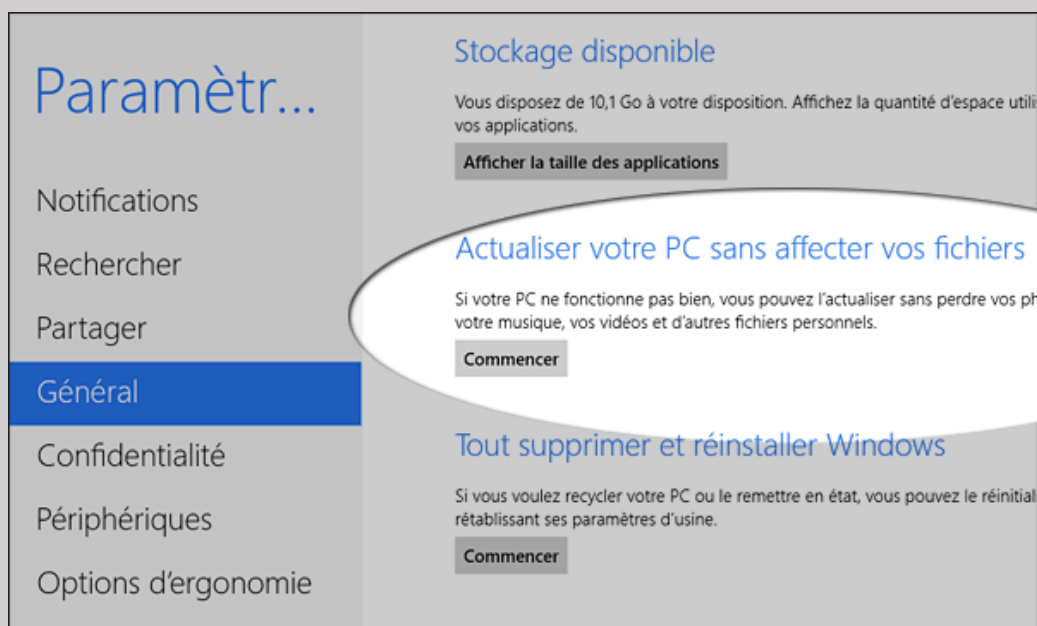 Paramètr...
Notifications
Rechercher
Partager
Général
Confidentialité
Périphériques
Options d'ergonomie
Stockage disponible
Vous disposez de 10,1 Go à votre disposition. Affichez la quantité d'espace
vos applications.
Afficher la taille des applications
Actualiser votre PC sans affecter vos fichiers
Si votre PC ne fonctionne pas bien, vous pouvez l'actualiser sans perdre vos
votre musique, vos vidéos et d'autres fichiers personnels.
Commencer
Tout supprimer et réinstaller Windows
Si vous voulez recycler votre PC ou le remettre en état, vous pouvez le
rétablissant ses paramètres d'usine.
Commencer